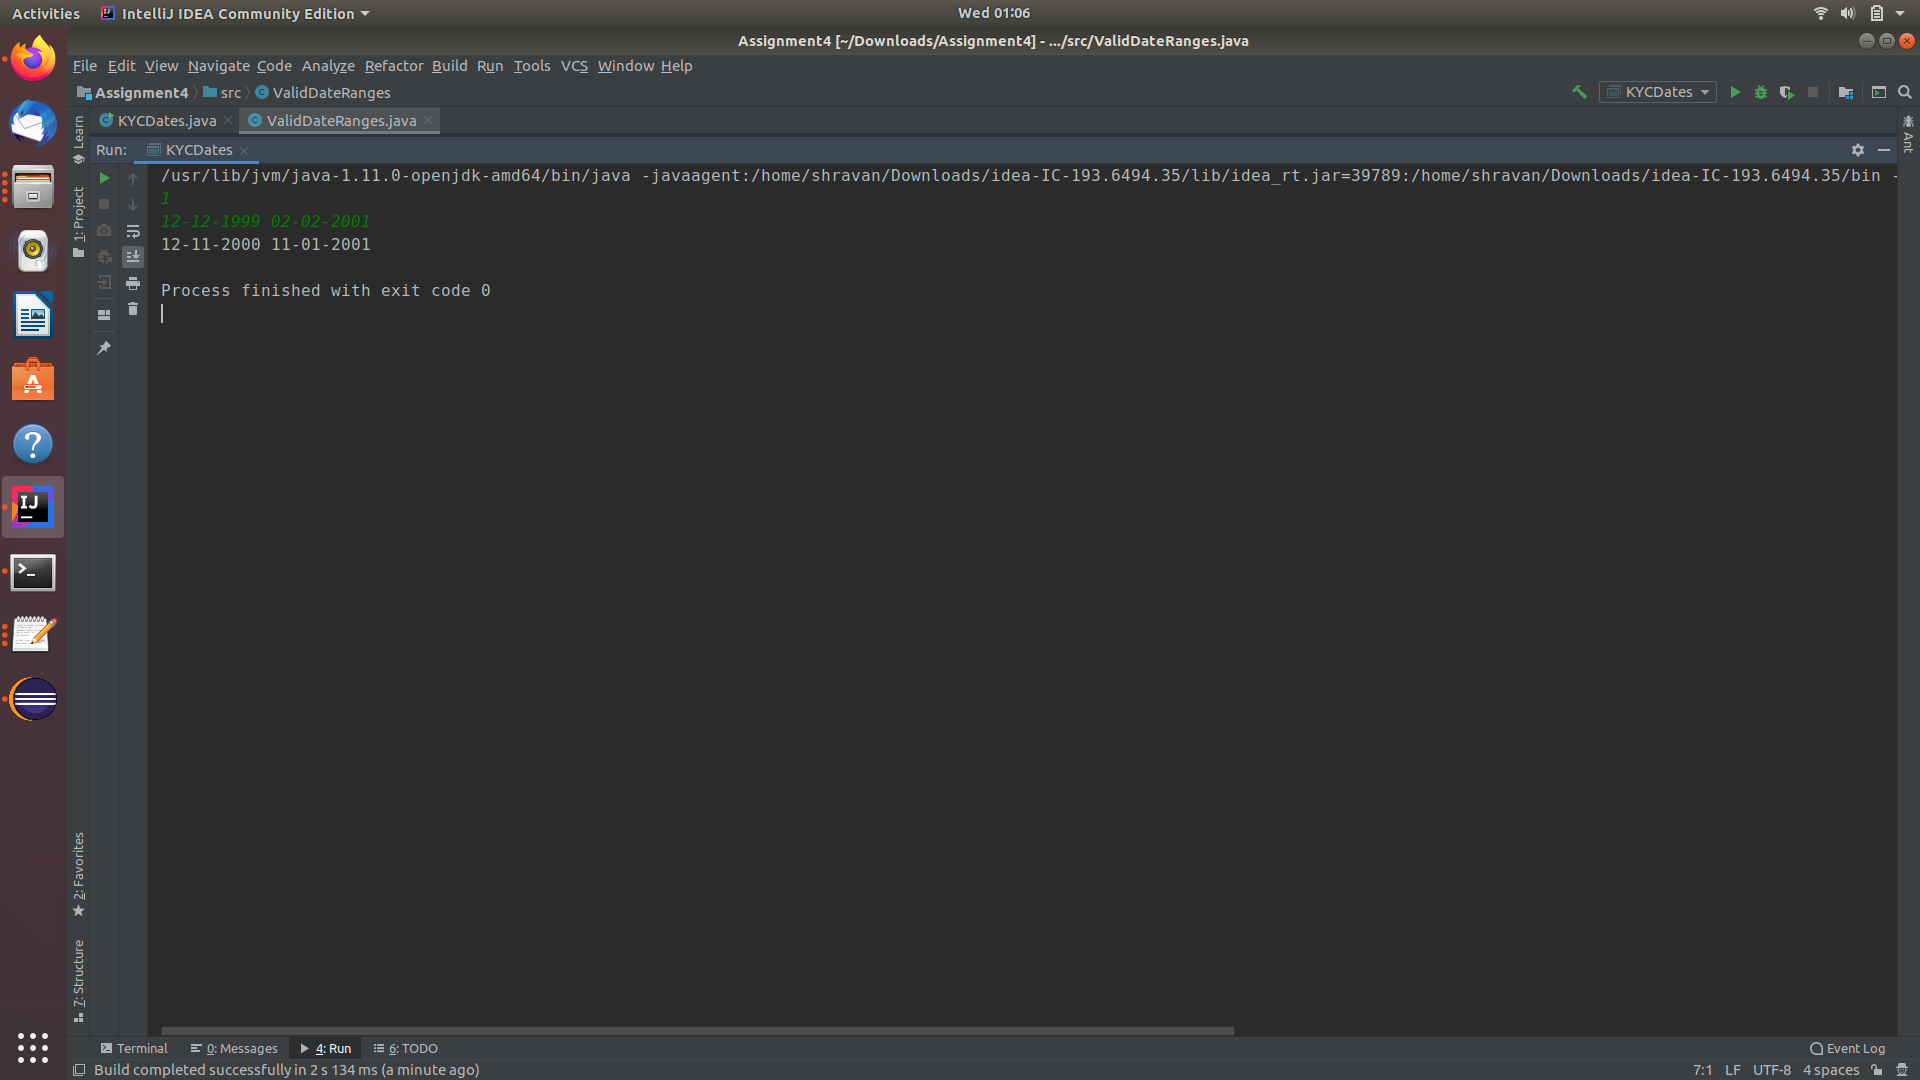 Activities IntelliJ IDEA Community Edition Wed 01:06
Assignment4 [~/Downloads/Assignment4] - .../src/ValidDateRanges.java
File Edit View Navigate Code Analyze Refactor Build Run Tools VCS Window Help
Assignment4 src ValidDateRanges KYCDates
KYCDates.java ValidDateRanges.java
Learn
Ant
Run: KYCDates
/usr/lib/jvm/java-1.11.0-openjdk-amd64/bin/java -javaagent:/home/shravan/Downloads/idea-IC-193.6494.35/lib/idea_rt.jar=39789:/home/shravan/Downloads/idea-IC-193.6494.35/bin -
1
12-12-1999 02-02-2001
12-11-2000 11-01-2001
Process finished with exit code 0
1: Project
2: Favorites
7: Structure
Terminal 0: Messages 4: Run 6: TODO Event Log
Build completed successfully in 2 s 134 ms (a minute ago) 7:1 LF UTF-8 4 spaces